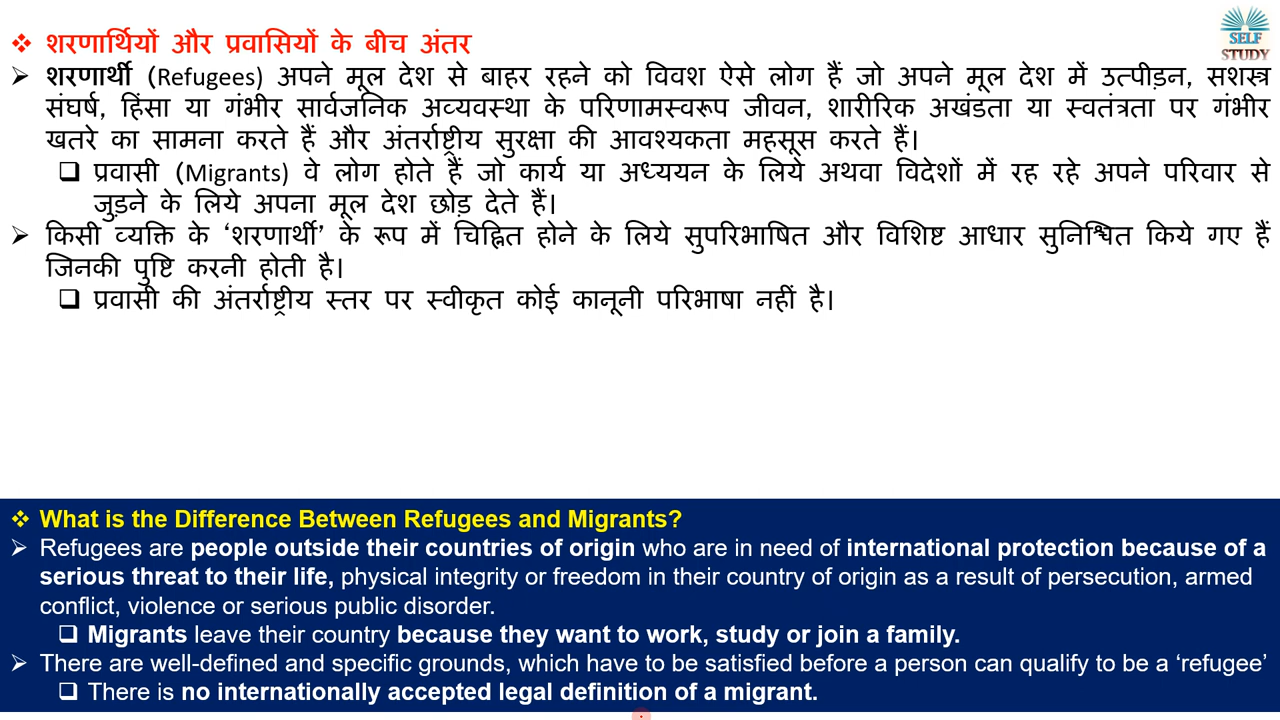 ❖ शरणार्थियों और प्रवासियों के बीच अंतर
SELF
STUDY
➢ शरणार्थी (Refugees) अपने मूल देश से बाहर रहने को विवश ऐसे लोग हैं जो अपने मूल देश में उत्पीड़न, सशस्त्र
संघर्ष, हिंसा या गंभीर सार्वजनिक अव्यवस्था के परिणामस्वरूप जीवन, शारीरिक अखंडता या स्वतंत्रता पर गंभीर
खतरे का सामना करते हैं और अंतर्राष्ट्रीय सुरक्षा की आवश्यकता महसूस करते हैं।
❑ प्रवासी (Migrants) वे लोग होते हैं जो कार्य या अध्ययन के लिये अथवा विदेशों में रह रहे अपने परिवार से
जुड़ने के लिये अपना मूल देश छोड़ देते हैं।
➢ किसी व्यक्ति के ‘शरणार्थी’ के रूप में चिह्नित होने के लिये सुपरिभाषित और विशिष्ट आधार सुनिश्चित किये गए हैं
जिनकी पुष्टि करनी होती है।
❑ प्रवासी की अंतर्राष्ट्रीय स्तर पर स्वीकृत कोई कानूनी परिभाषा नहीं है।
❖ What is the Difference Between Refugees and Migrants?
➢ Refugees are people outside their countries of origin who are in need of international protection because of a
serious threat to their life, physical integrity or freedom in their country of origin as a result of persecution, armed
conflict, violence or serious public disorder.
❑ Migrants leave their country because they want to work, study or join a family.
➢ There are well-defined and specific grounds, which have to be satisfied before a person can qualify to be a ‘refugee’
❑ There is no internationally accepted legal definition of a migrant.